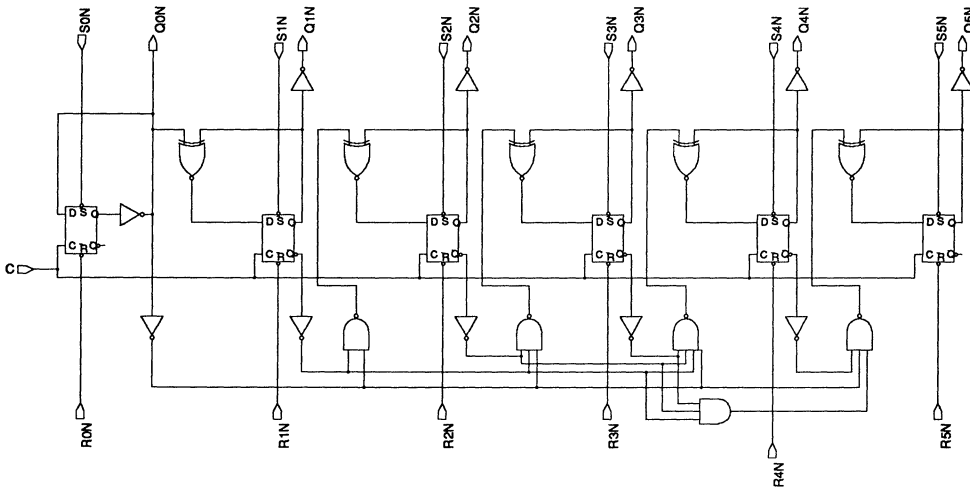 S0N
Q0N
S1N
Q1N
S2N
Q2N
S3N
Q3N
S4N
Q4N
S5N
Q5N
D S Q
C R Q
D S Q
C R Q
D S Q
C R Q
D S Q
C R Q
D S Q
C R Q
D S Q
C R Q
C
R0N
R1N
R2N
R3N
R4N
R5N